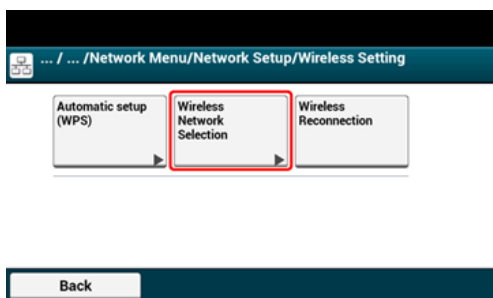 ... / ... /Network Menu/Network Setup/Wireless Setting
Automatic setup
(WPS)
Wireless
Network
Selection
Wireless
Reconnection
Back